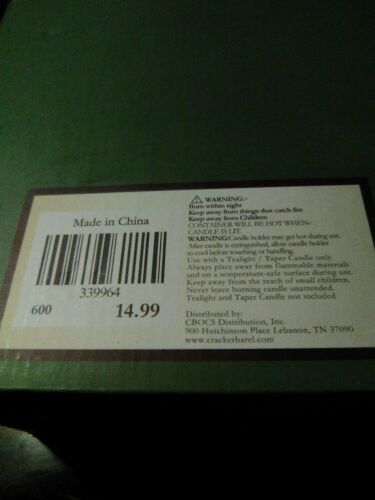 Made in China
339964
600 14.99
⚠ WARNING:-
Burn within sight
Keep away from things that catch fire
Keep away from Children
CONTAINER WILL BE HOT WHEN
CANDLE IS LIT.
WARNING:Candle holder may get hot during use.
After candle is extinguished, allow candle holder
to cool before touching or handling.
Use with a Tealight / Taper Candle only.
Always place away from flammable materials
and on a temperature-safe surface during use.
Keep away from the reach of small children.
Never leave burning candle unattended.
Tealight and Taper Candle not included
Distributed by:
CBOCS Distribution, Inc.
900 Hutchinson Place Lebanon, TN 37090
www.crackerbarel.com